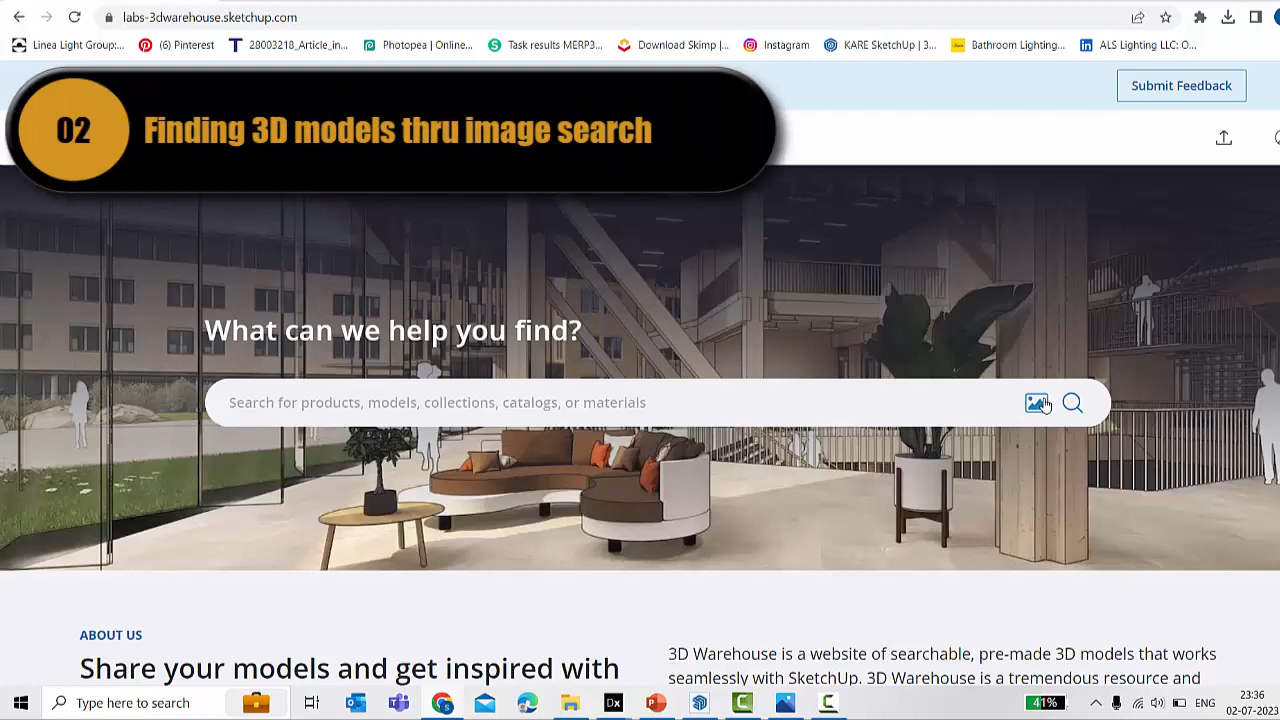 labs-3dwarehouse.sketchup.com
Linea Light Group:...
(6) Pinterest
28003218_Article_in...
Photopea | Online...
Task results MERP3...
Download Skimp |...
Instagram
KARE SketchUp | 3...
Bathroom Lighting,...
ALS Lighting LLC: O...
Submit Feedback
02
Finding 3D models thru image search
What can we help you find?
Search for products, models, collections, catalogs, or materials
ABOUT US
Share your models and get inspired with
3D Warehouse is a website of searchable, pre-made 3D models that works
seamlessly with SketchUp. 3D Warehouse is a tremendous resource and
Type here to search
Dx
41%
ENG
23:36
02-07-2023